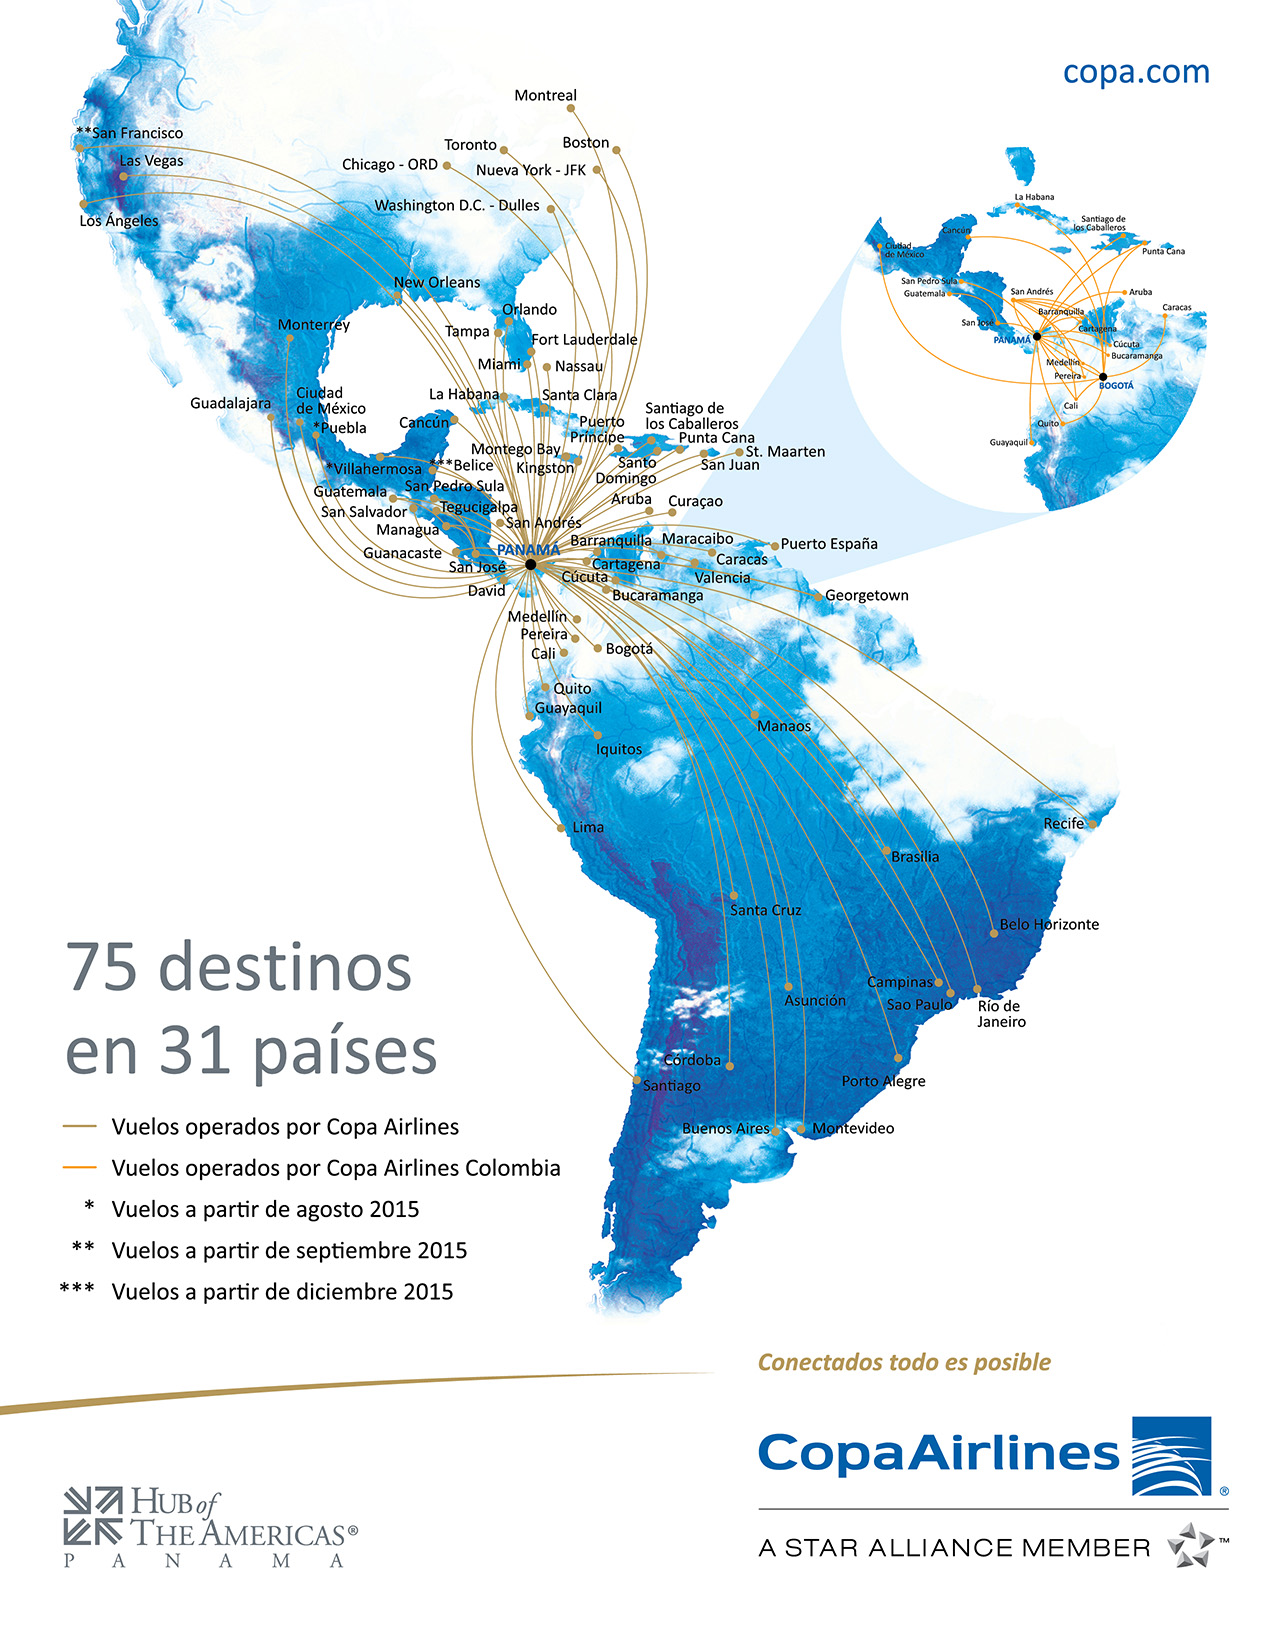 copa.com
Montreal
**San Francisco
Toronto
Boston
Las Vegas
Chicago - ORD
Nueva York - JFK
Washington D.C. - Dulles
Los Ángeles
New Orleans
Orlando
Monterrey
Tampa
Fort Lauderdale
Miami
Nassau
Guadalajara
Ciudad
de México
*Puebla
La Habana
Santa Clara
Cancún
Puerto
Príncipe
Santiago de
los Caballeros
Punta Cana
Montego Bay
Kingston
Santo
Domingo
San Juan
St. Maarten
*Villahermosa
***Belice
San Pedro Sula
Guatemala
Tegucigalpa
San Salvador
Managua
San Andrés
Aruba
Curaçao
Guanacaste
PANAMÁ
San José
David
Barranquilla
Maracaibo
Puerto España
Cartagena
Caracas
Cúcuta
Valencia
Bucaramanga
Georgetown
Medellín
Pereira
Cali
Bogotá
Quito
Guayaquil
Manaos
Iquitos
Lima
Recife
Brasilia
Santa Cruz
Belo Horizonte
Campinas
Sao Paulo
Asunción
Río de
Janeiro
Córdoba
Santiago
Porto Alegre
Buenos Aires
Montevideo
La Habana
Santiago de
los Caballeros
Cancún
Ciudad
de México
Punta Cana
San Pedro Sula
Guatemala
San Andrés
Aruba
Caracas
Barranquilla
San José
Cartagena
PANAMÁ
Cúcuta
Bucaramanga
Medellín
Pereira
BOGOTÁ
Cali
Quito
Guayaquil
75 destinos
en 31 países
Vuelos operados por Copa Airlines
Vuelos operados por Copa Airlines Colombia
* Vuelos a partir de agosto 2015
** Vuelos a partir de septiembre 2015
*** Vuelos a partir de diciembre 2015
Conectados todo es posible
CopaAirlines®
A STAR ALLIANCE MEMBER ™
HUB of
THE AMERICAS®
PANAMA